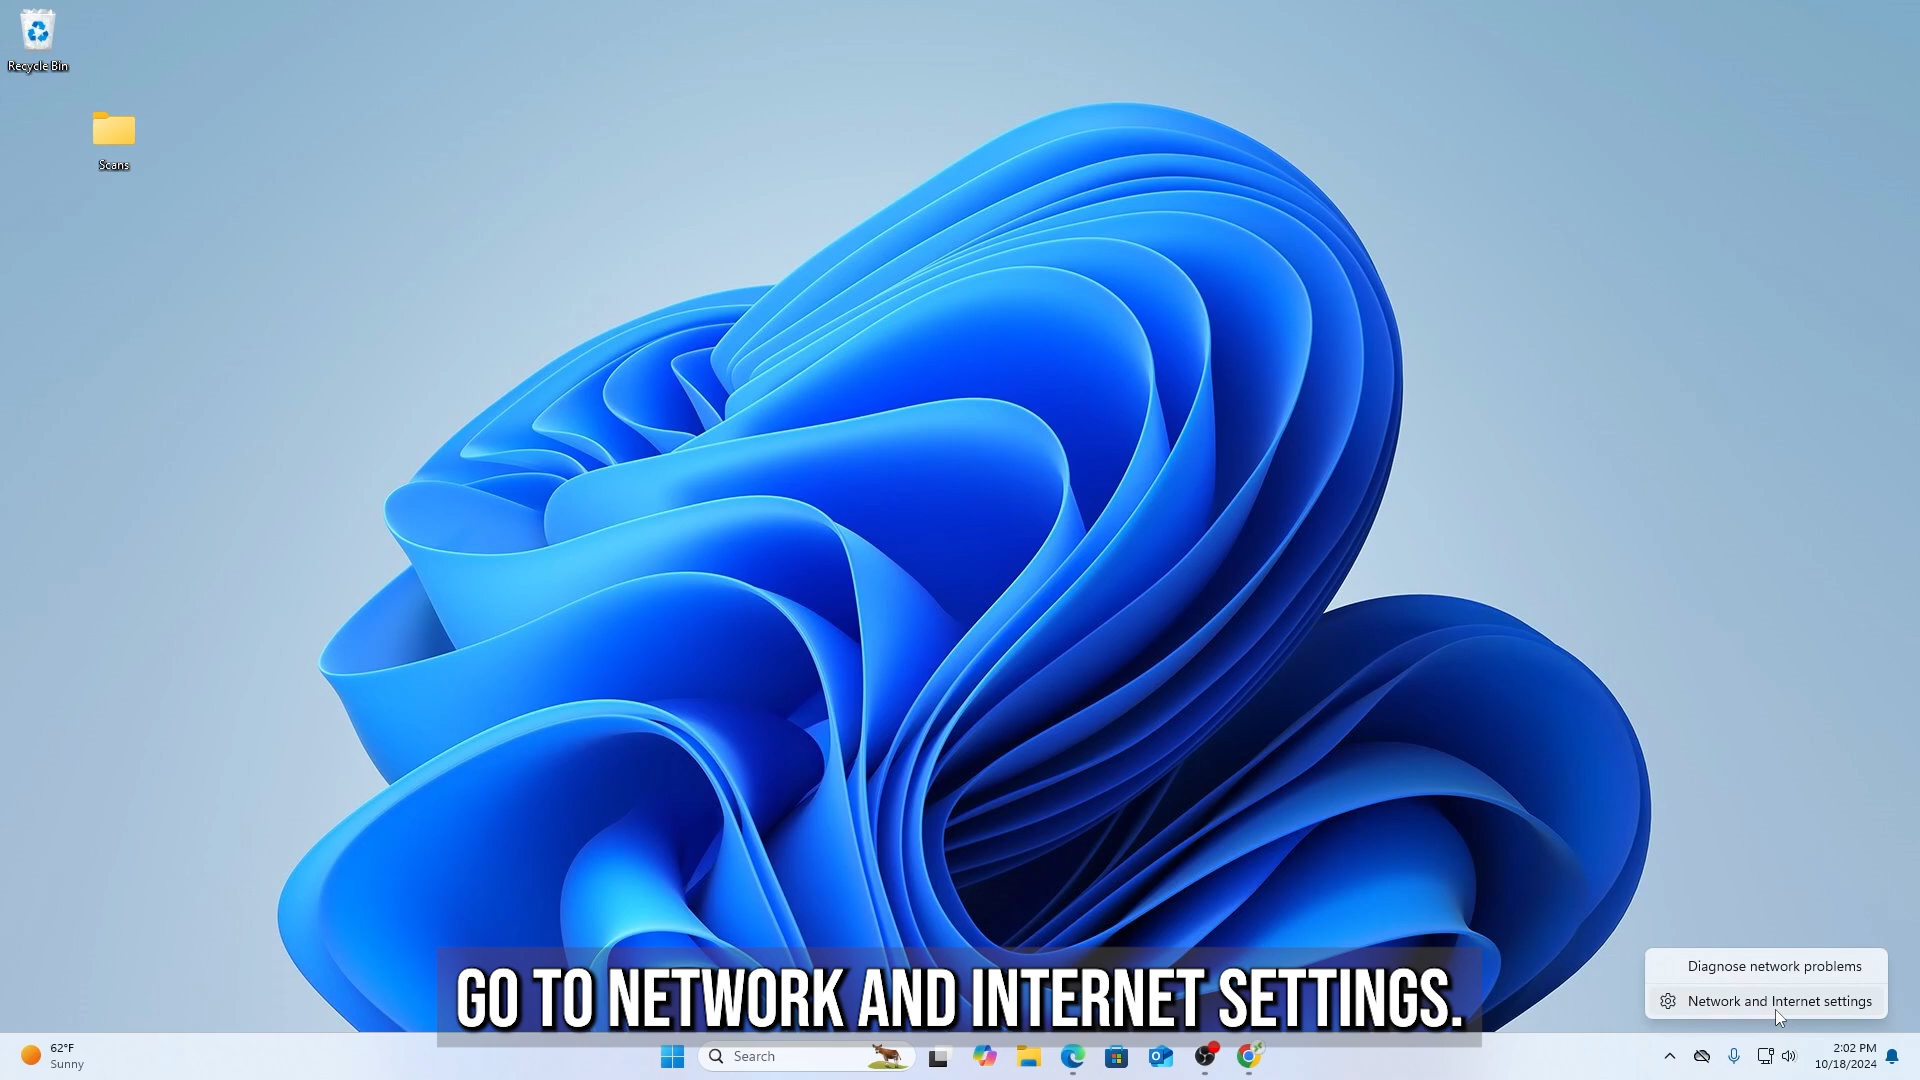 Recycle Bin
Scans
Diagnose network problems
Network and Internet settings
GO TO NETWORK AND INTERNET SETTINGS.
62°F
Sunny
Search
2:02 PM
10/18/2024